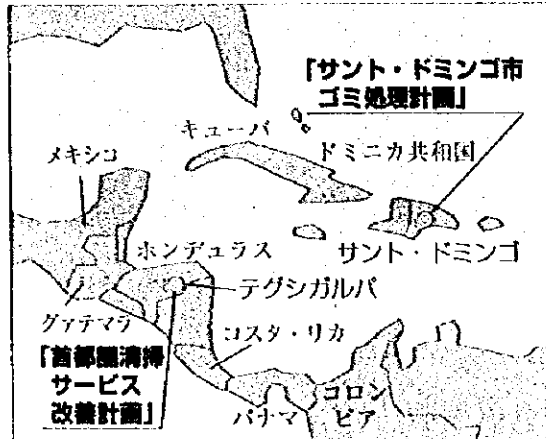 「サント・ドミンゴ市
ゴミ処理計画」
キューバ
ドミニカ共和国
メキシコ
ホンデュラス
サント・ドミンゴ
テグシガルパ
グァテマラ
コスタ・リカ
「首都圏清掃
サービス
改善計画」
コロン
ビア
パナマ